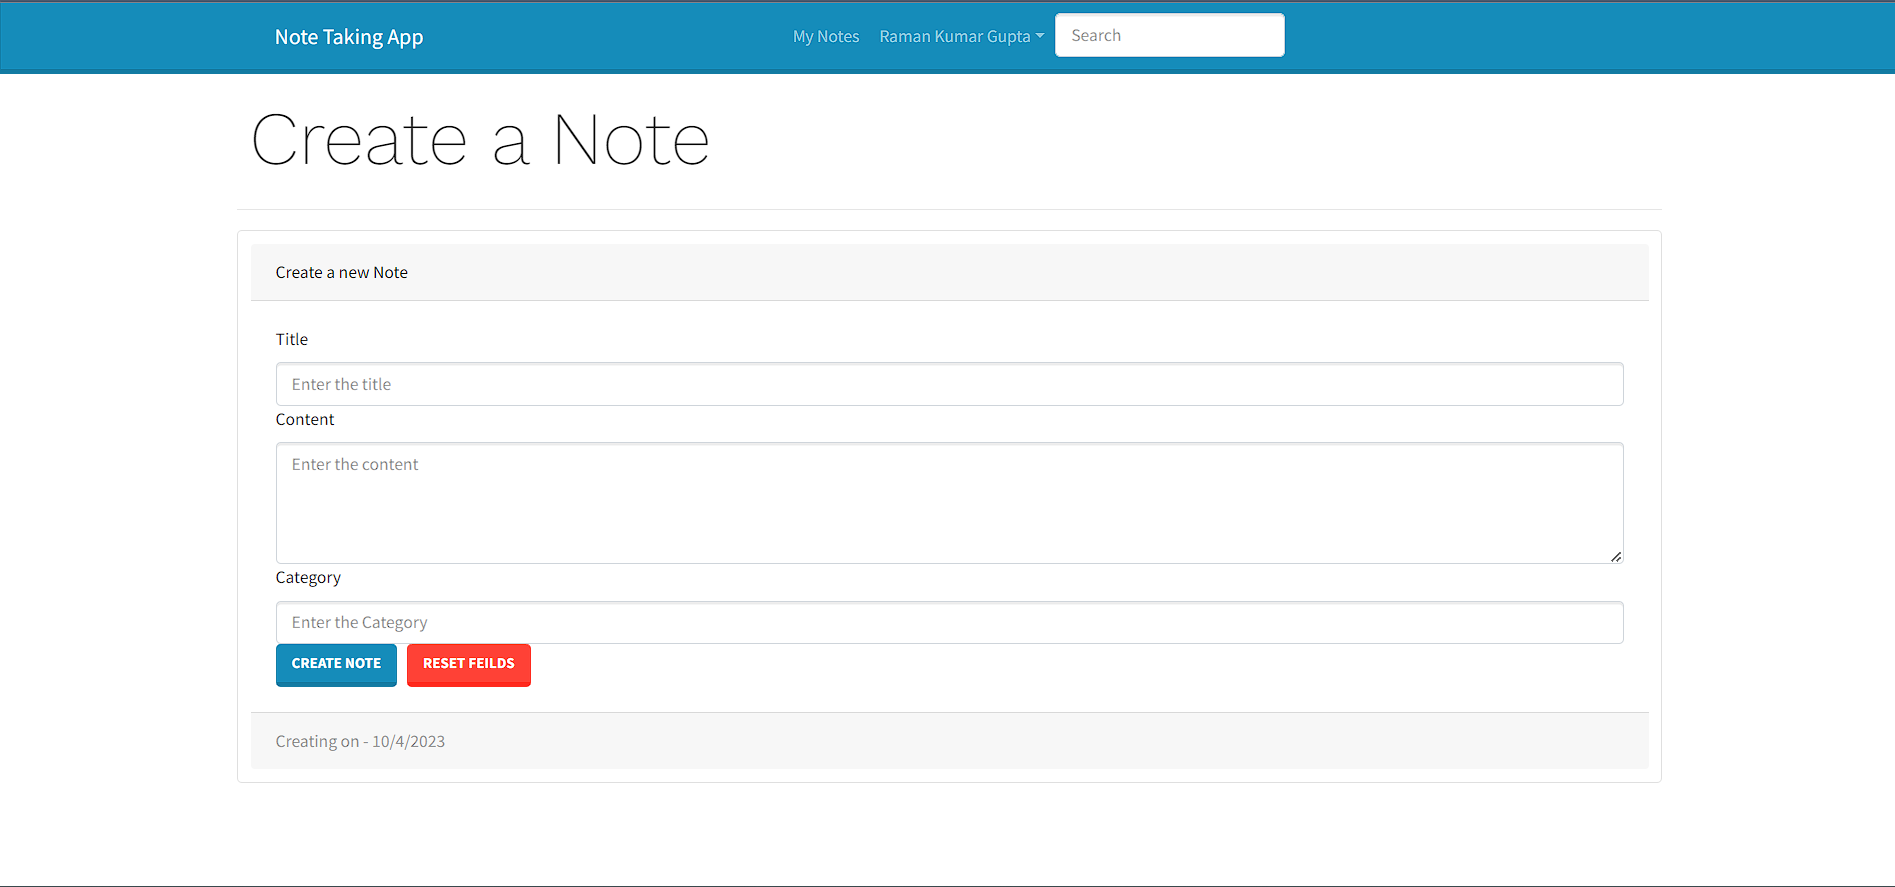 Note Taking App My Notes Raman Kumar Gupta Search
Create a Note
Create a new Note
Title
Enter the title
Content
Enter the content
Category
Enter the Category
CREATE NOTE RESET FEILDS
Creating on - 10/4/2023